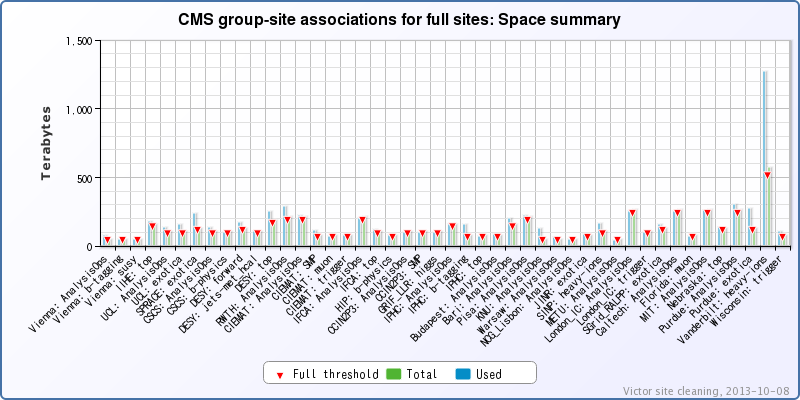 CMS group-site associations for full sites: Space summary
Terabytes
1.500
1.000
500
0
Vienna: AnalysisOps
Vienna: b-tagging
Vienna: susy
IIHE: top
UCL: AnalysisOps
UCL: exotica
SPRACE: exotica
CSCS: AnalysisOps
CSCS: b-physics
DESY: forward
DESY: jets-met_hcal
DESY: top
RWTH: AnalysisOps
CIEMAT: AnalysisOps
CIEMAT: SMP
CIEMAT: muon
CIEMAT: trigger
IFCA: AnalysisOps
IFCA: top
HIP: b-physics
CCIN2P3: AnalysisOps
CCIN2P3: SMP
GRIF_LLR: higgs
IPHC: AnalysisOps
IPHC: b-tagging
IPHC: top
Budapest: AnalysisOps
Bari: AnalysisOps
Pisa: AnalysisOps
KNU: AnalysisOps
Warsaw: AnalysisOps
NCG_Lisbon: AnalysisOps
JINR: exotica
SINP: heavy-ions
METU: AnalysisOps
London_IC: AnalysisOps
London_IC:
SGrid_RALPP: exotica
Caltech: AnalysisOps
Florida: muon
MIT: AnalysisOps
Nebraska: top
Purdue: AnalysisOps
Purdue: exotica
Vanderbilt: heavy-ions
Wisconsin: trigger
Full threshold Total Used
Victor site cleaning, 2013-10-08